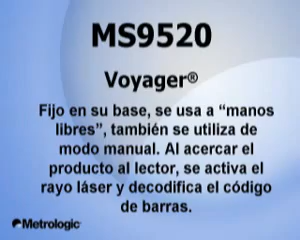 MS9520
Voyager®
Fijo en su base, se usa a “manos
libres”, también se utiliza de
modo manual. Al acercar el
producto al lector, se activa el
rayo láser y decodifica el código
de barras.
Metrologic